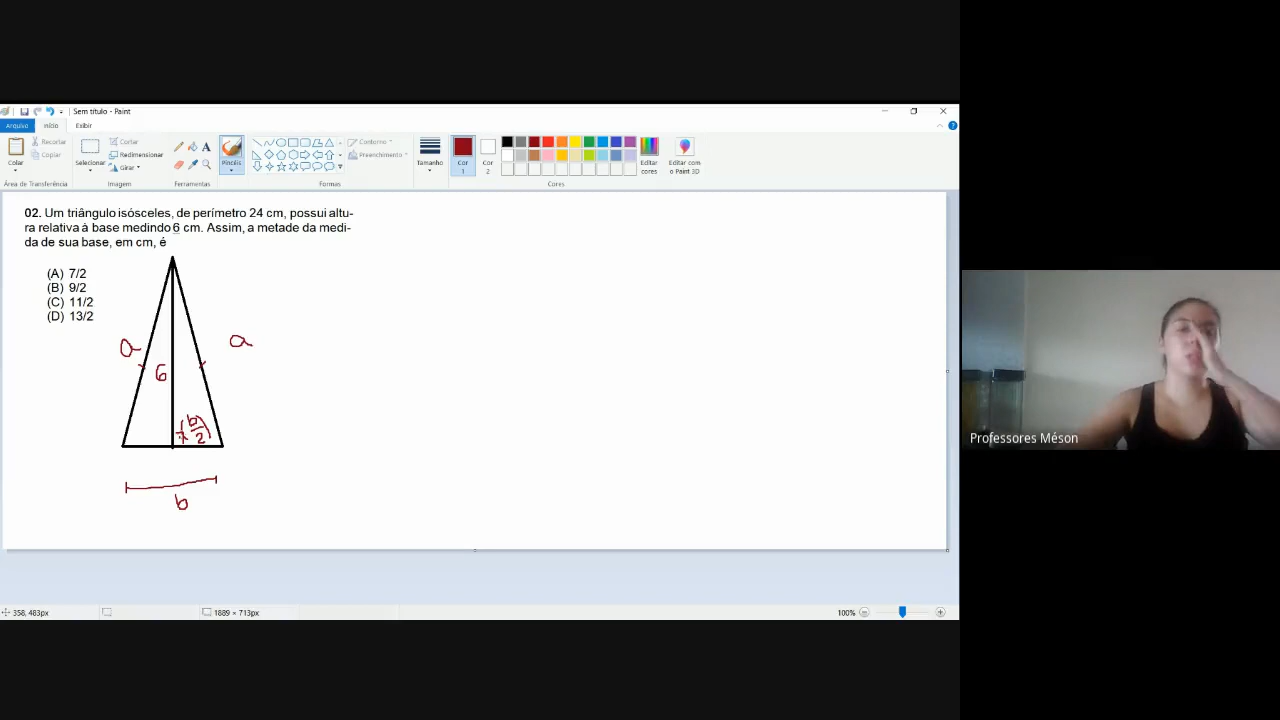 Sem título - Paint
Arquivo Início Exibir
Colar
Recortar
Copiar
Área de Transferência
Selecionar
Cortar
Redimensionar
Girar
Imagem
A
Ferramentas
Pincéis
Contorno
Preenchimento
Formas
Tamanho
Cor
1
Cor
2
Editar
cores
Editar com
o Paint 3D
Cores
02. Um triângulo isósceles, de perímetro 24 cm, possui altu-
ra relativa à base medindo 6 cm. Assim, a metade da medi-
da de sua base, em cm, é
(A) 7/2
(B) 9/2
(C) 11/2
(D) 13/2
a
a
6
b/2
b
Professores Méson
358, 483px
1889 × 713px
100%